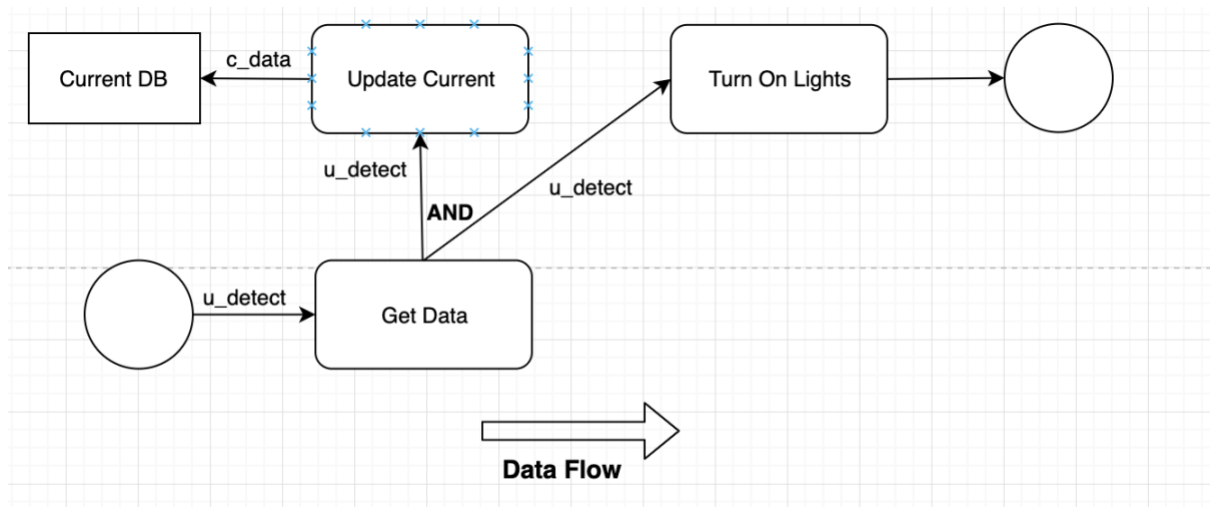 Current DB
c_data
Update Current
Turn On Lights
u_detect
u_detect
AND
u_detect
Get Data
Data Flow